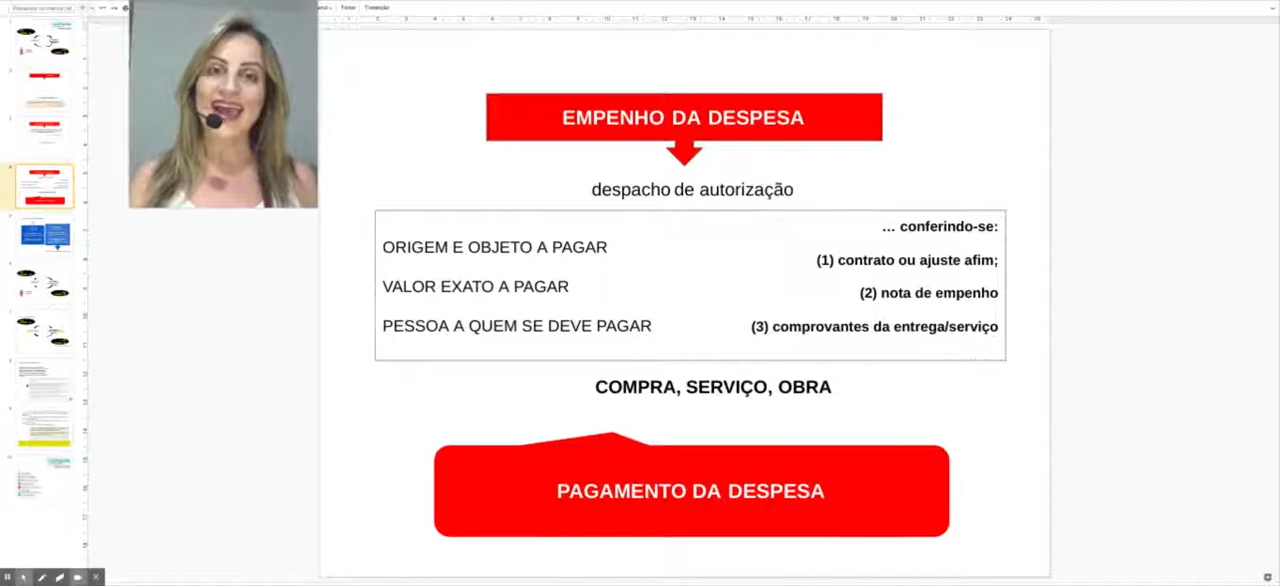 EMPENHO DA DESPESA
despacho de autorização
... conferindo-se:
ORIGEM E OBJETO A PAGAR
(1) contrato ou ajuste afim;
VALOR EXATO A PAGAR
(2) nota de empenho
PESSOA A QUEM SE DEVE PAGAR
(3) comprovantes da entrega/serviço
COMPRA, SERVIÇO, OBRA
PAGAMENTO DA DESPESA